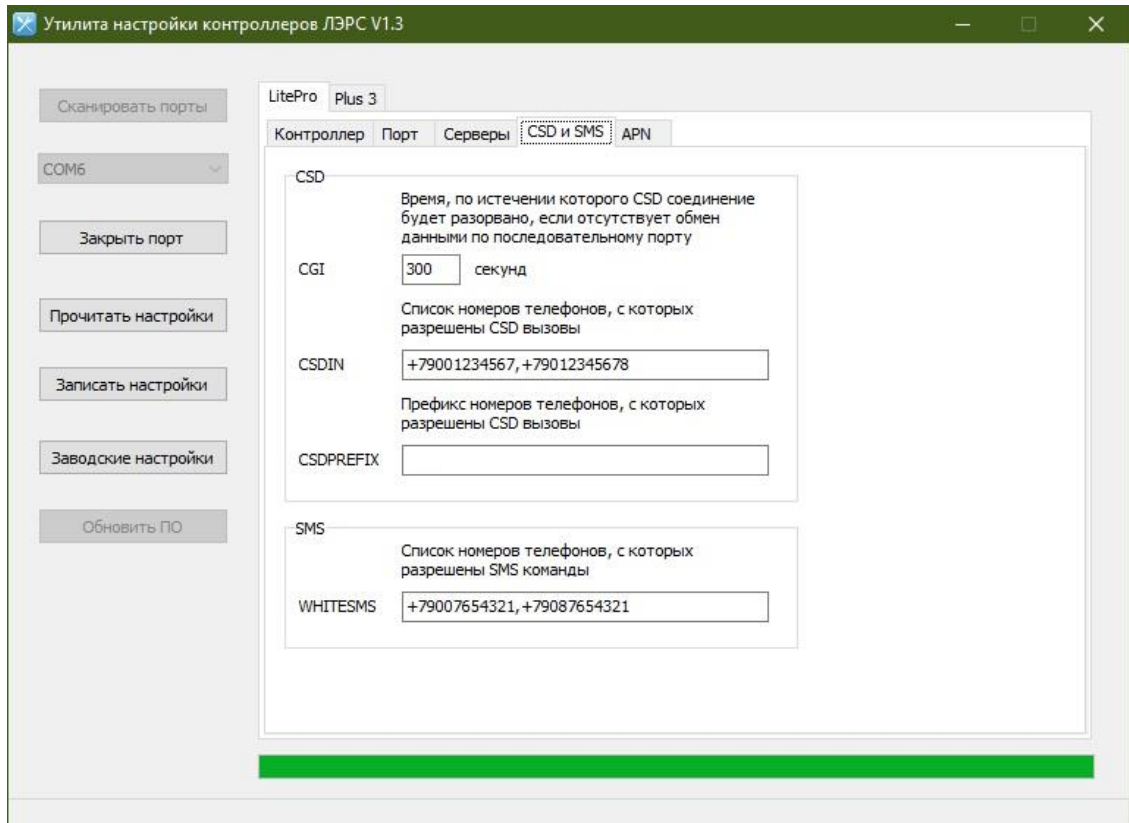 Утилита настройки контроллеров ЛЭРС V1.3
Сканировать порты
COM6
Закрыть порт
Прочитать настройки
Записать настройки
Заводские настройки
Обновить ПО
LitePro Plus 3
Контроллер Порт Серверы CSD и SMS APN
CSD
Время, по истечении которого CSD соединение
будет разорвано, если отсутствует обмен
данными по последовательному порту
CGI 300 секунд
Список номеров телефонов, с которых
разрешены CSD вызовы
CSDIN +79001234567,+79012345678
Префикс номеров телефонов, с которых
разрешены CSD вызовы
CSDPREFIX
SMS
Список номеров телефонов, с которых
разрешены SMS команды
WHITESMS +79007654321,+79087654321